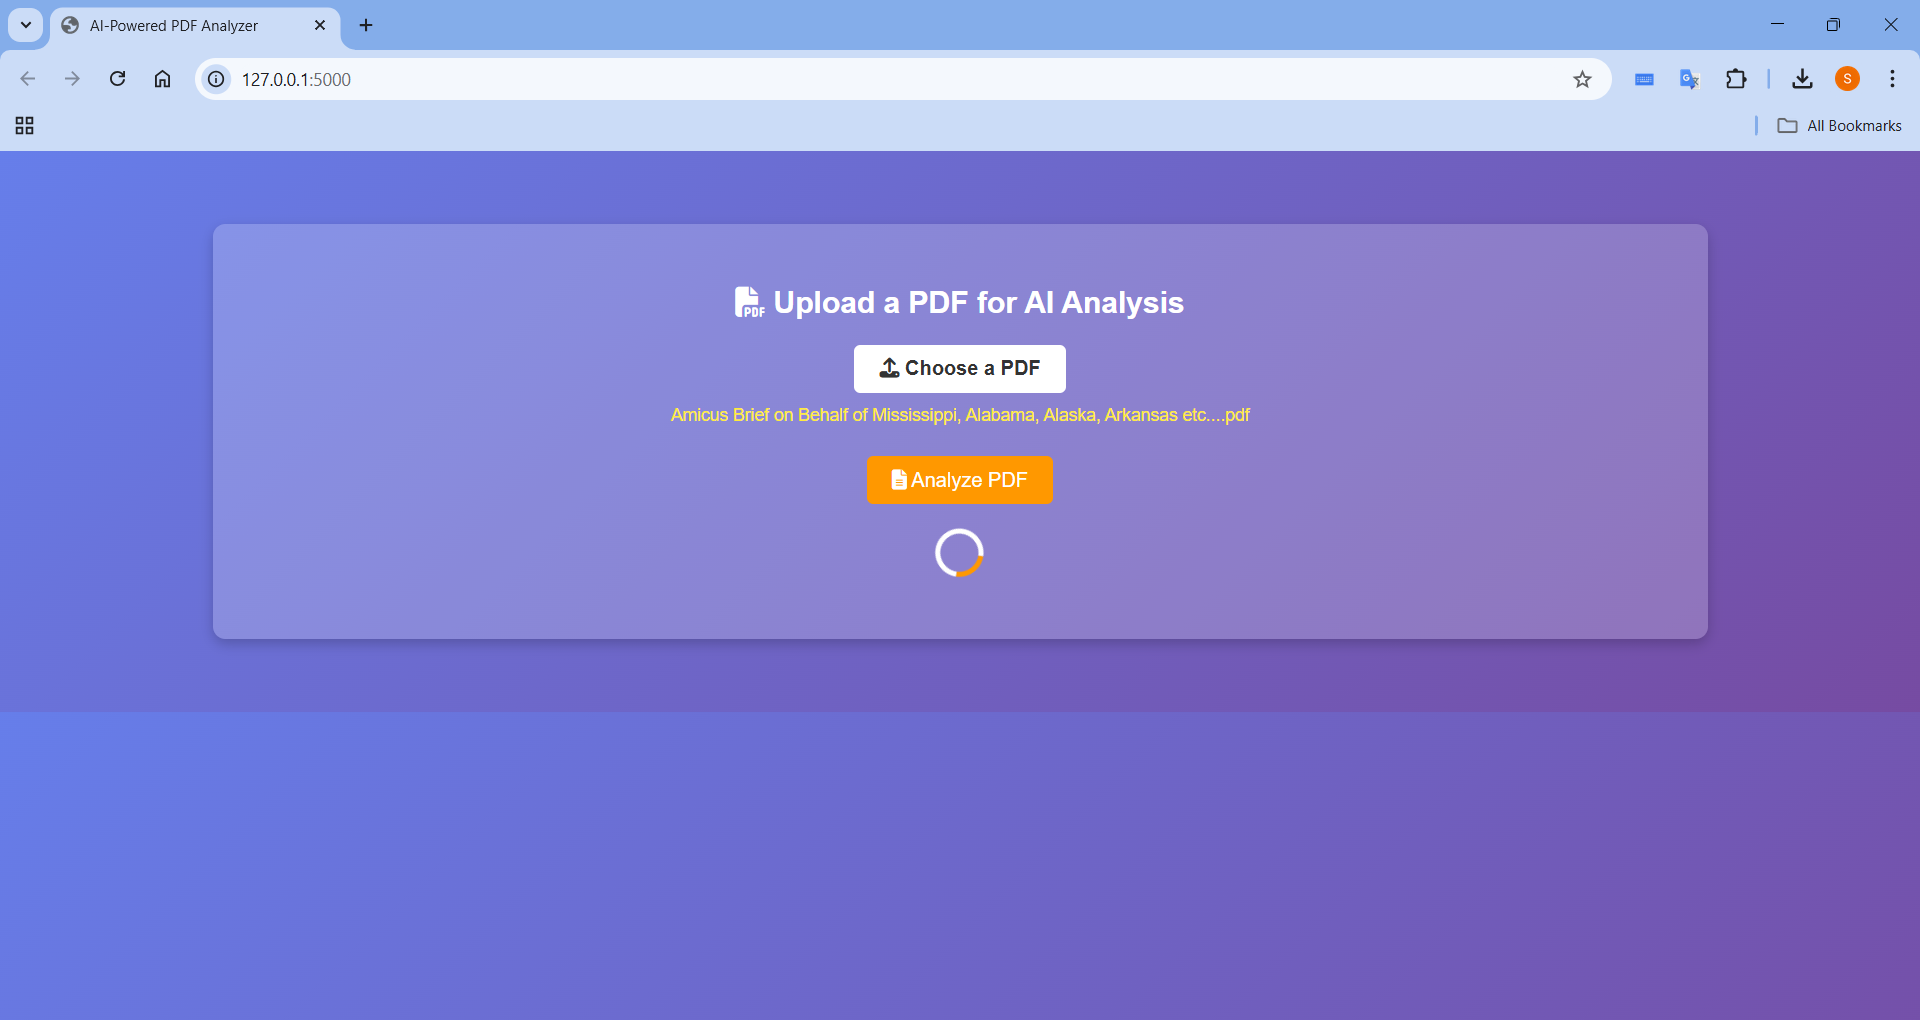 AI-Powered PDF Analyzer
127.0.0.1:5000
S
All Bookmarks
PDF Upload a PDF for AI Analysis
Choose a PDF
Amicus Brief on Behalf of Mississippi, Alabama, Alaska, Arkansas etc....pdf
Analyze PDF